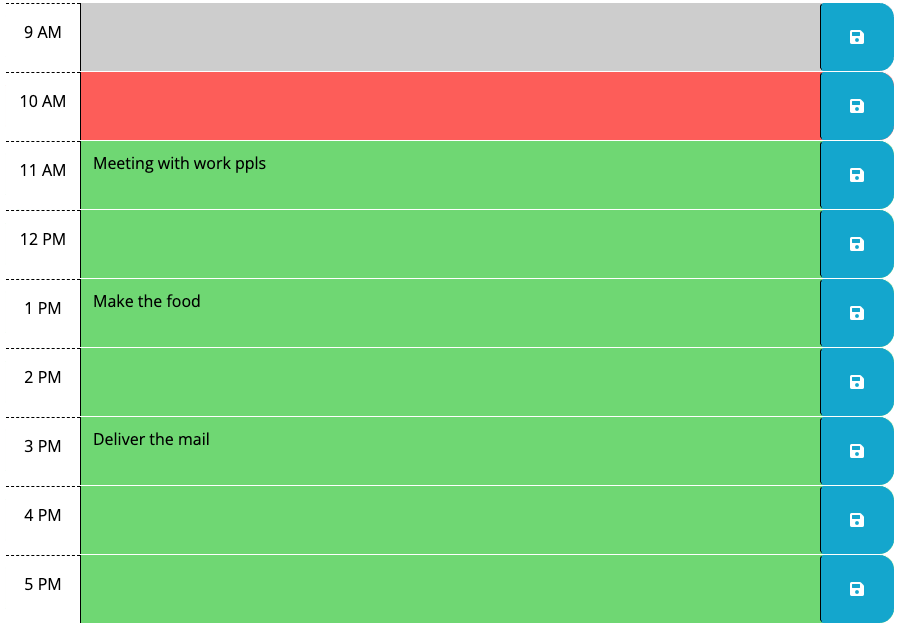 9 AM
10 AM
11 AM
Meeting with work ppls
12 PM
1 PM
Make the food
2 PM
3 PM
Deliver the mail
4 PM
5 PM